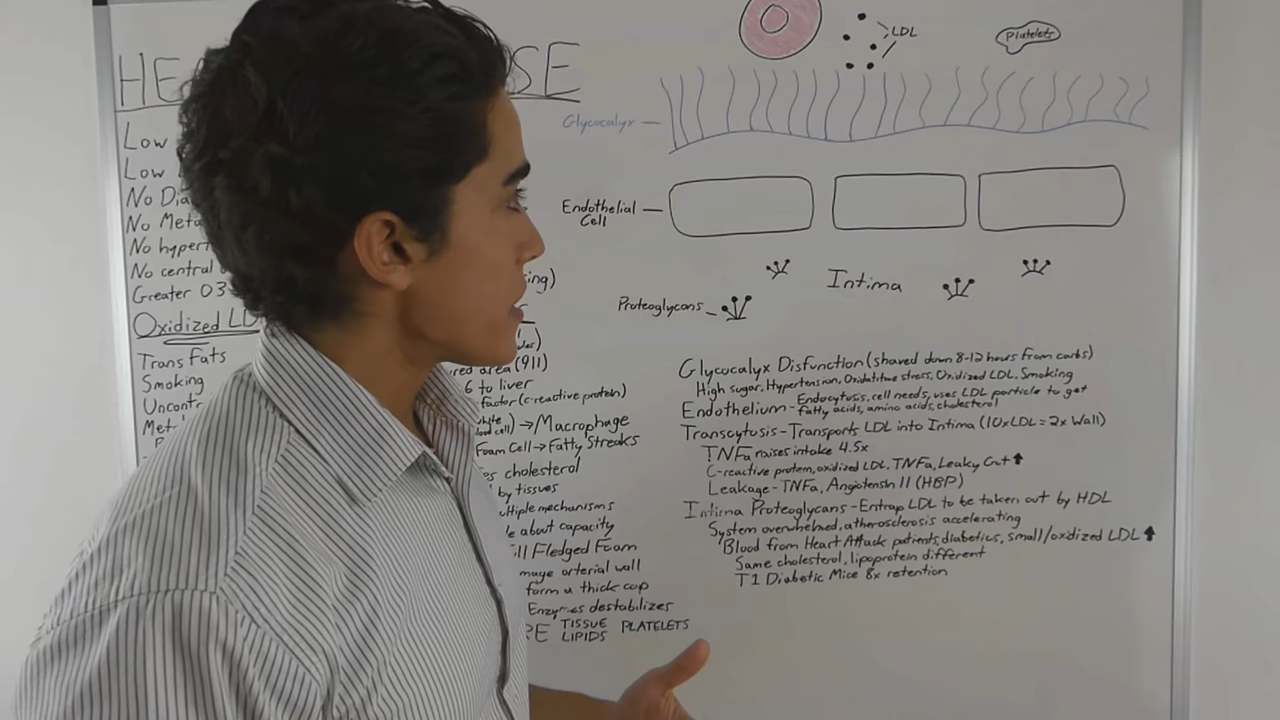 HE SE
Low
Low
No Dia
No Meta
No hypert
No central
Greater 03
Oxidized LD
Trans Fats
Smoking
Uncontr
Met
ing)
red area (911)
6 to liver
factor (c-reactive protein)
→ Macrophage
Foam Cell → Fatty Streaks
cholesterol
by tissues
ultiple mechanisms
about capacity
ll Fledged Foam
mage arterial wall
form a thick cap
Enzymes destabilizes
RE TISSUE LIPIDS PLATELETS
LDL
Platelets
Glycocalyx
Endothelial
Cell
Intima
Proteoglycans
Glycocalyx Disfunction (shaved down 8-12 hours from carbs)
High sugar, Hypertension, Oxidatitve stress, Oxidized LDL, Smoking
Endothelium - Endocytosis, cell needs, uses LDL particle to get
fatty acids, amino acids, cholesterol
Transcytosis - Transports LDL into Intima (10xLDL = 2x Wall)
TNFa raises intake 4.5x
C-reactive protein, oxidized LDL, TNFa, Leaky Gut ↑
Leakage - TNFa, Angiotensin II (HBP)
Intima Proteoglycans - Entrap LDL to be taken out by HDL
System overwhelmed, atherosclerosis accelerating
Blood from Heart Attack patients, diabetics, small/oxidized LDL ↑
Same cholesterol, lipoprotein different
T1 Diabetic Mice 8x retention